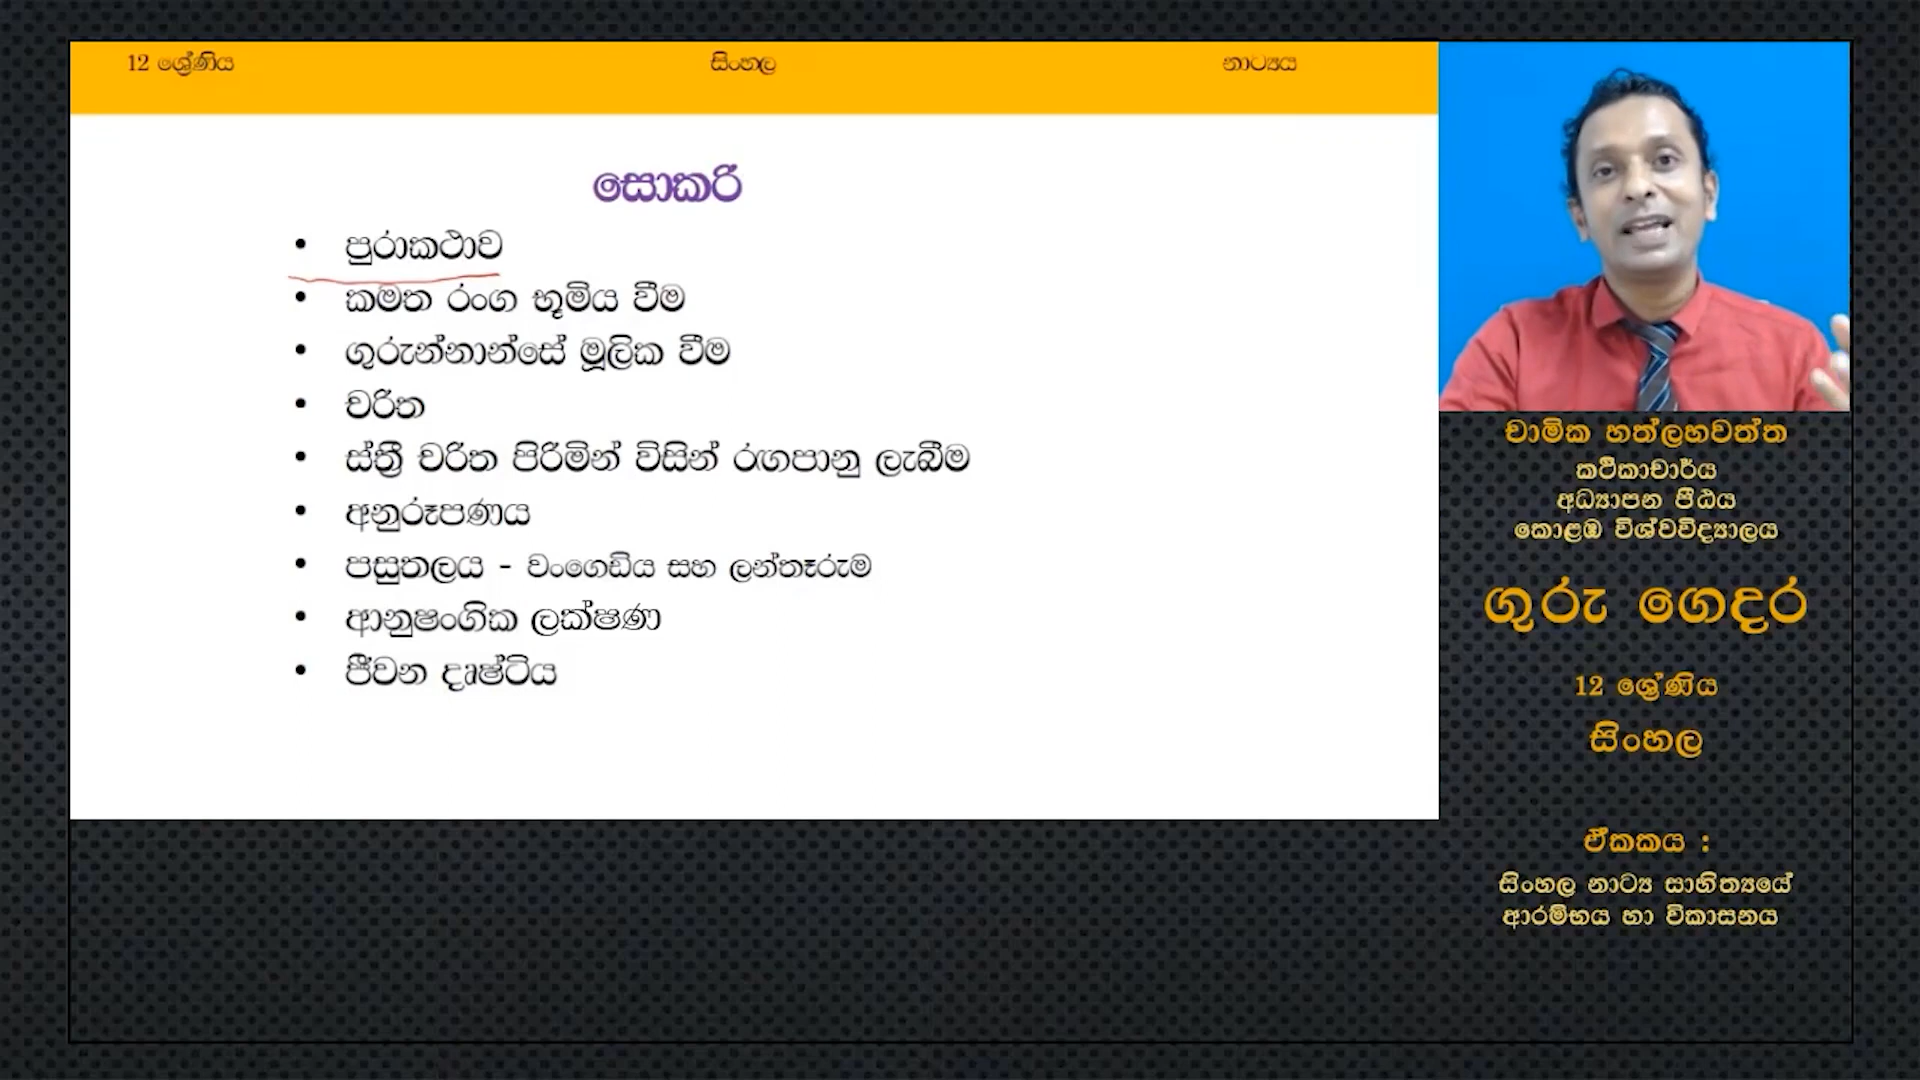 12 ශ්‍රේණිය
සිංහල
නාට්‍යය
සොකරි
• පුරාකථාව
• කමත රංග භූමිය වීම
• ගුරුන්නාන්සේ මූලික වීම
• චරිත
• ස්ත්‍රී චරිත පිරිමින් විසින් රඟපානු ලැබීම
• අනුරූපණය
• පසුතලය - වංගෙඩිය සහ ලන්තෑරුම
• ආනුෂංගික ලක්ෂණ
• ජීවන දෘෂ්ටිය
චාමික හත්ලහවත්ත
කථිකාචාර්ය
අධ්‍යාපන පීඨය
කොළඹ විශ්වවිද්‍යාලය
ගුරු ගෙදර
12 ශ්‍රේණිය
සිංහල
ඒකකය :
සිංහල නාට්‍ය සාහිත්‍යයේ
ආරම්භය හා විකාසනය